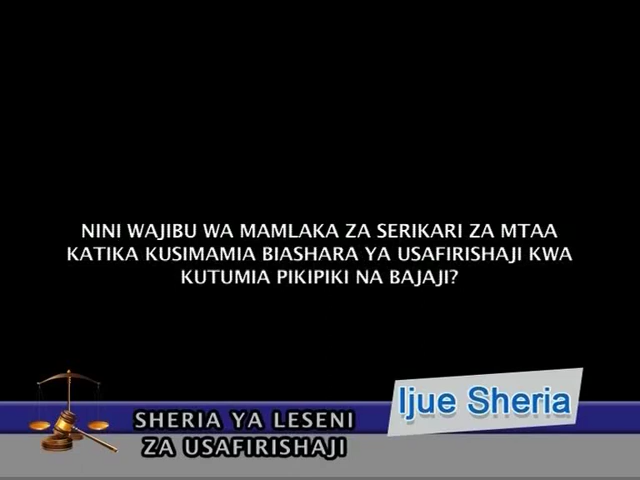 NINI WAJIBU WA MAMLAKA ZA SERIKARI ZA MTAA
KATIKA KUSIMAMIA BIASHARA YA USAFIRISHAJI KWA
KUTUMIA PIKIPIKI NA BAJAJI?
Ijue Sheria
SHERIA YA LESENI
ZA USAFIRISHAJI